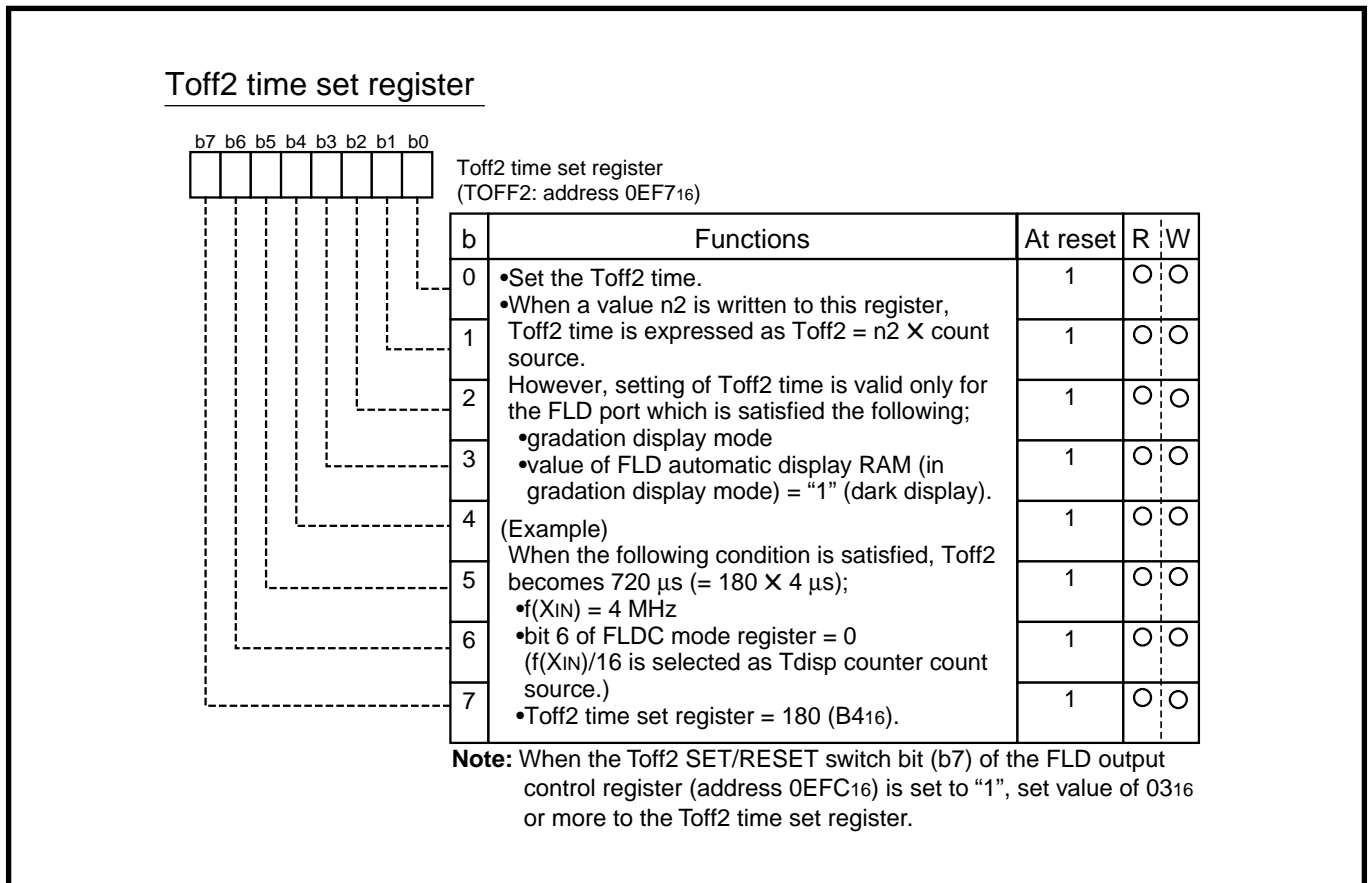 Toff2 time set register
b7 b6 b5 b4 b3 b2 b1 b0
Toff2 time set register
(TOFF2: address 0EF716)
b Functions At reset R W
0 •Set the Toff2 time. 1 ○ ○
•When a value n2 is written to this register,
1 Toff2 time is expressed as Toff2 = n2 ✕ count 1 ○ ○
source.
2 However, setting of Toff2 time is valid only for 1 ○ ○
the FLD port which is satisfied the following;
•gradation display mode
3 •value of FLD automatic display RAM (in 1 ○ ○
gradation display mode) = “1” (dark display).
4 (Example) 1 ○ ○
When the following condition is satisfied, Toff2
5 becomes 720 μs (= 180 ✕ 4 μs); 1 ○ ○
•f(XIN) = 4 MHz
6 •bit 6 of FLDC mode register = 0 1 ○ ○
(f(XIN)/16 is selected as Tdisp counter count
7 source.) 1 ○ ○
•Toff2 time set register = 180 (B416).
Note: When the Toff2 SET/RESET switch bit (b7) of the FLD output
control register (address 0EFC16) is set to “1”, set value of 0316
or more to the Toff2 time set register.